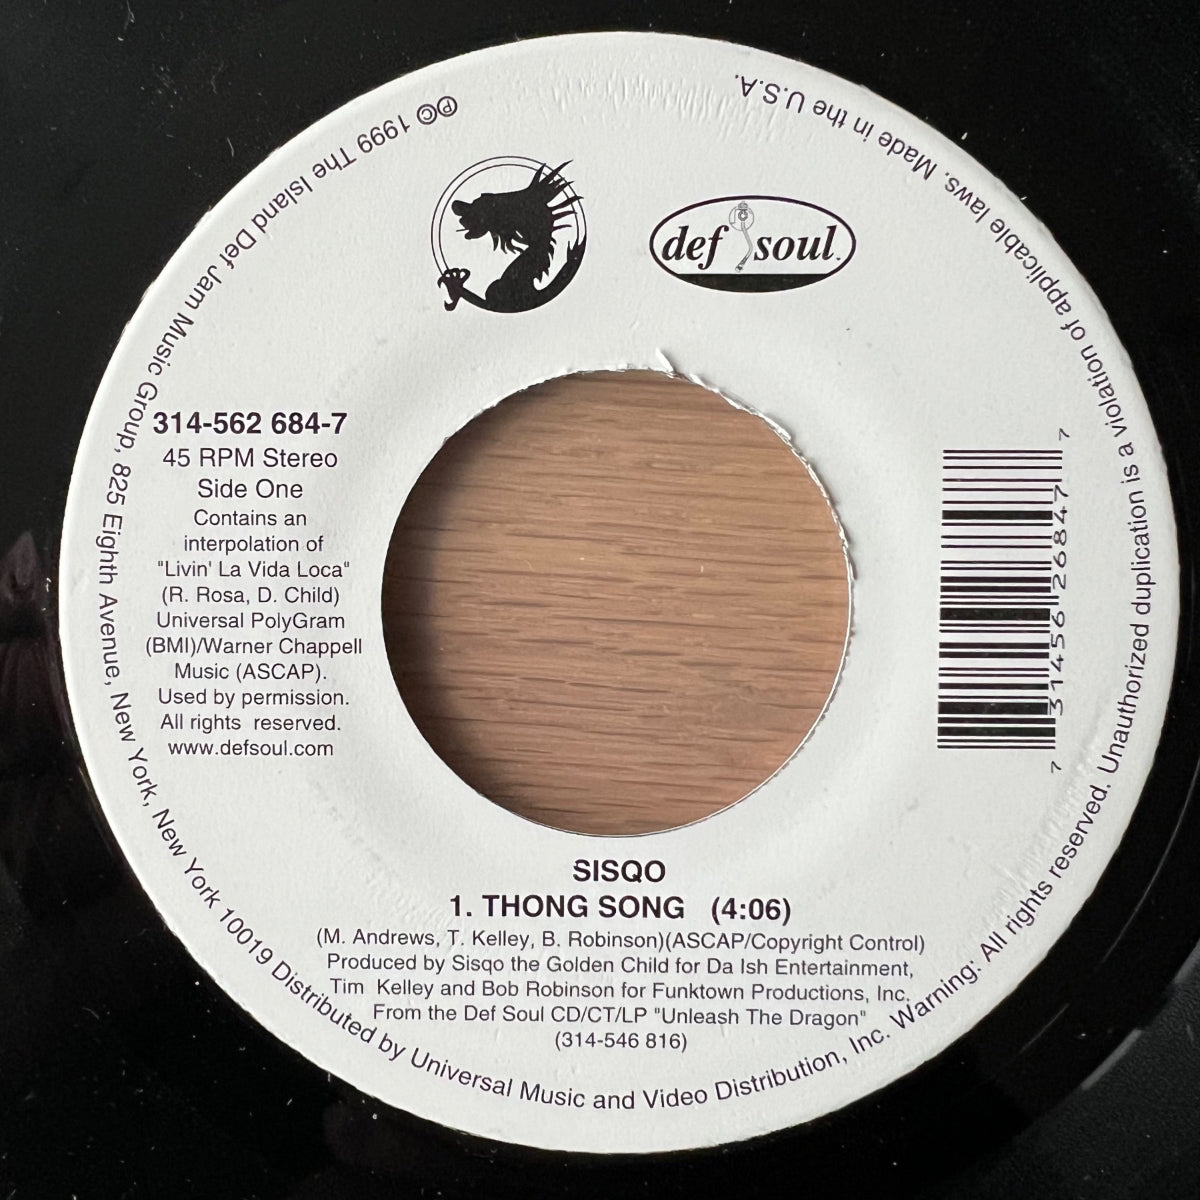 def soul.
314-562 684-7
45 RPM Stereo
Side One
Contains an
interpolation of
"Livin' La Vida Loca"
(R. Rosa, D. Child)
Universal PolyGram
(BMI)/Warner Chappell
Music (ASCAP).
Used by permission.
All rights reserved.
www.defsoul.com
7 31456 26847 7
SISQO
1. THONG SONG (4:06)
(M. Andrews, T. Kelley, B. Robinson)(ASCAP/Copyright Control)
Produced by Sisqo the Golden Child for Da Ish Entertainment,
Tim Kelley and Bob Robinson for Funktown Productions, Inc.
From the Def Soul CD/CT/LP "Unleash The Dragon"
(314-546 816)
℗© 1999 The Island Def Jam Music Group, 825 Eighth Avenue, New York, New York 10019 Distributed by Universal Music and Video Distribution, Inc. Warning: All rights reserved. Unauthorized duplication is a violation of applicable laws. Made in the U.S.A.